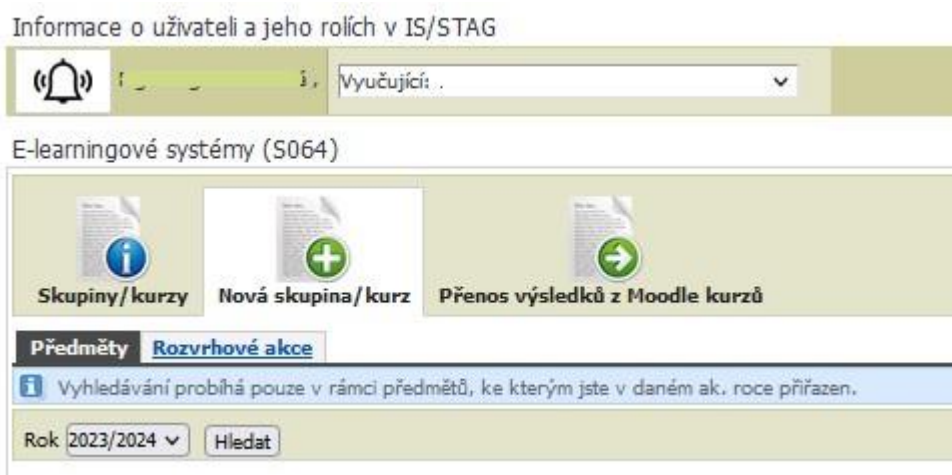 Informace o uživateli a jeho rolích v IS/STAG
Vyučující: .
E-learningové systémy (S064)
Skupiny/kurzy Nová skupina/kurz Přenos výsledků z Moodle kurzů
Předměty Rozvrhové akce
Vyhledávání probíhá pouze v rámci předmětů, ke kterým jste v daném ak. roce přiřazen.
Rok 2023/2024 Hledat